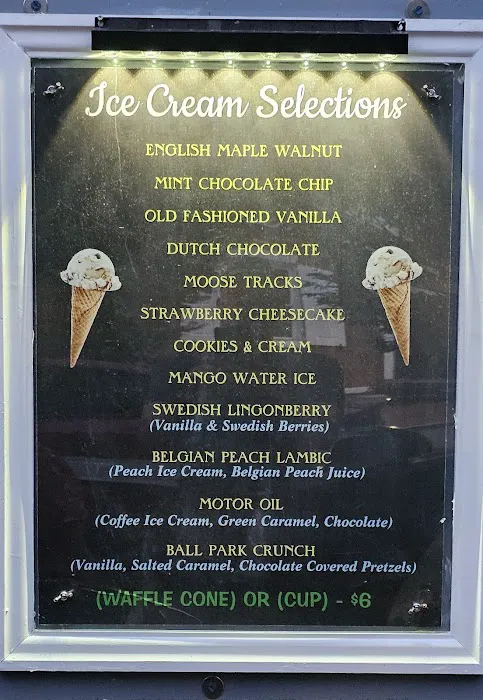 Ice Cream Selections
ENGLISH MAPLE WALNUT
MINT CHOCOLATE CHIP
OLD FASHIONED VANILLA
DUTCH CHOCOLATE
MOOSE TRACKS
STRAWBERRY CHEESECAKE
COOKIES & CREAM
MANGO WATER ICE
SWEDISH LINGONBERRY
(Vanilla & Swedish Berries)
BELGIAN PEACH LAMBIC
(Peach Ice Cream, Belgian Peach Juice)
MOTOR OIL
(Coffee Ice Cream, Green Caramel, Chocolate)
BALL PARK CRUNCH
(Vanilla, Salted Caramel, Chocolate Covered Pretzels)
(WAFFLE CONE) OR (CUP) - $6